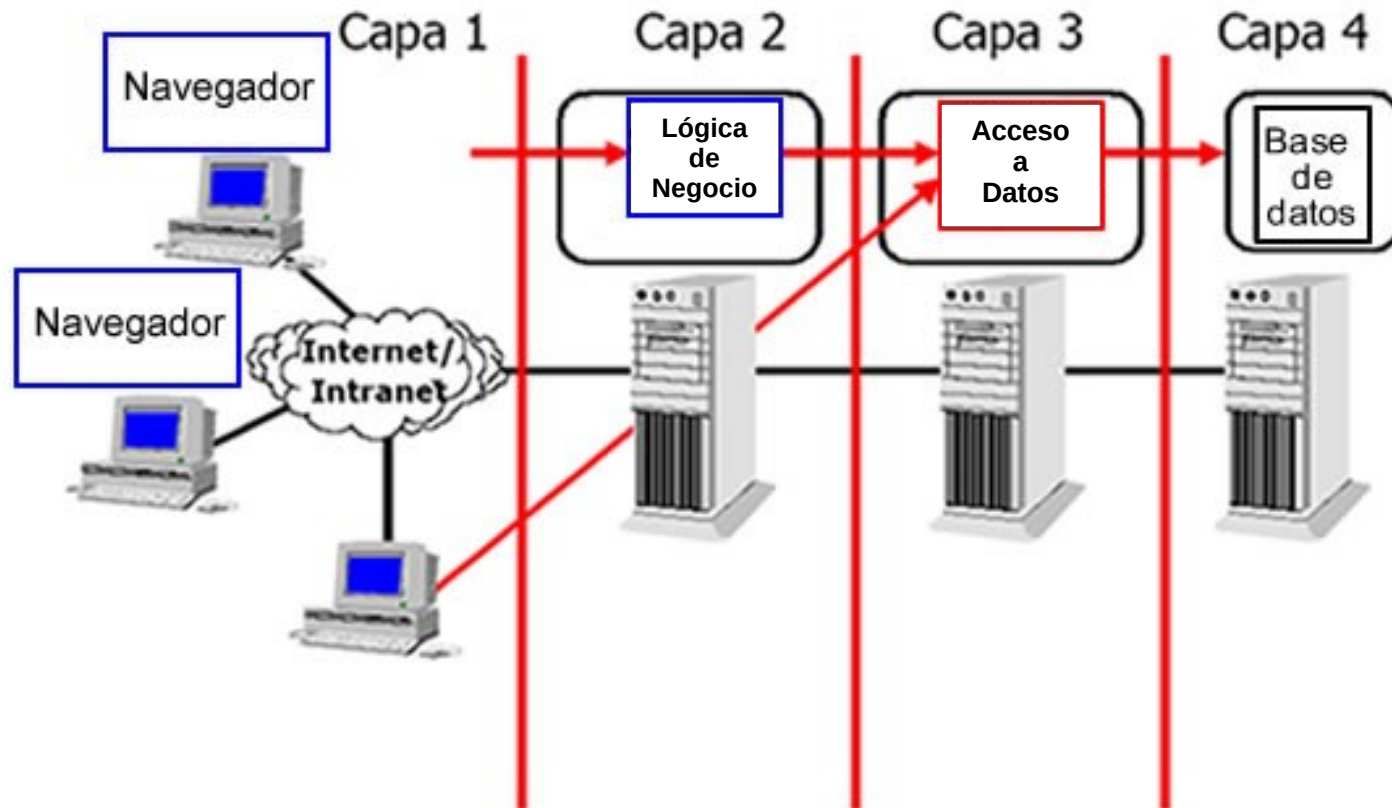 Capa 1
Capa 2
Capa 3
Capa 4
Navegador
Lógica
de
Negocio
Acceso
a
Datos
Base
de
datos
Navegador
Internet/
Intranet